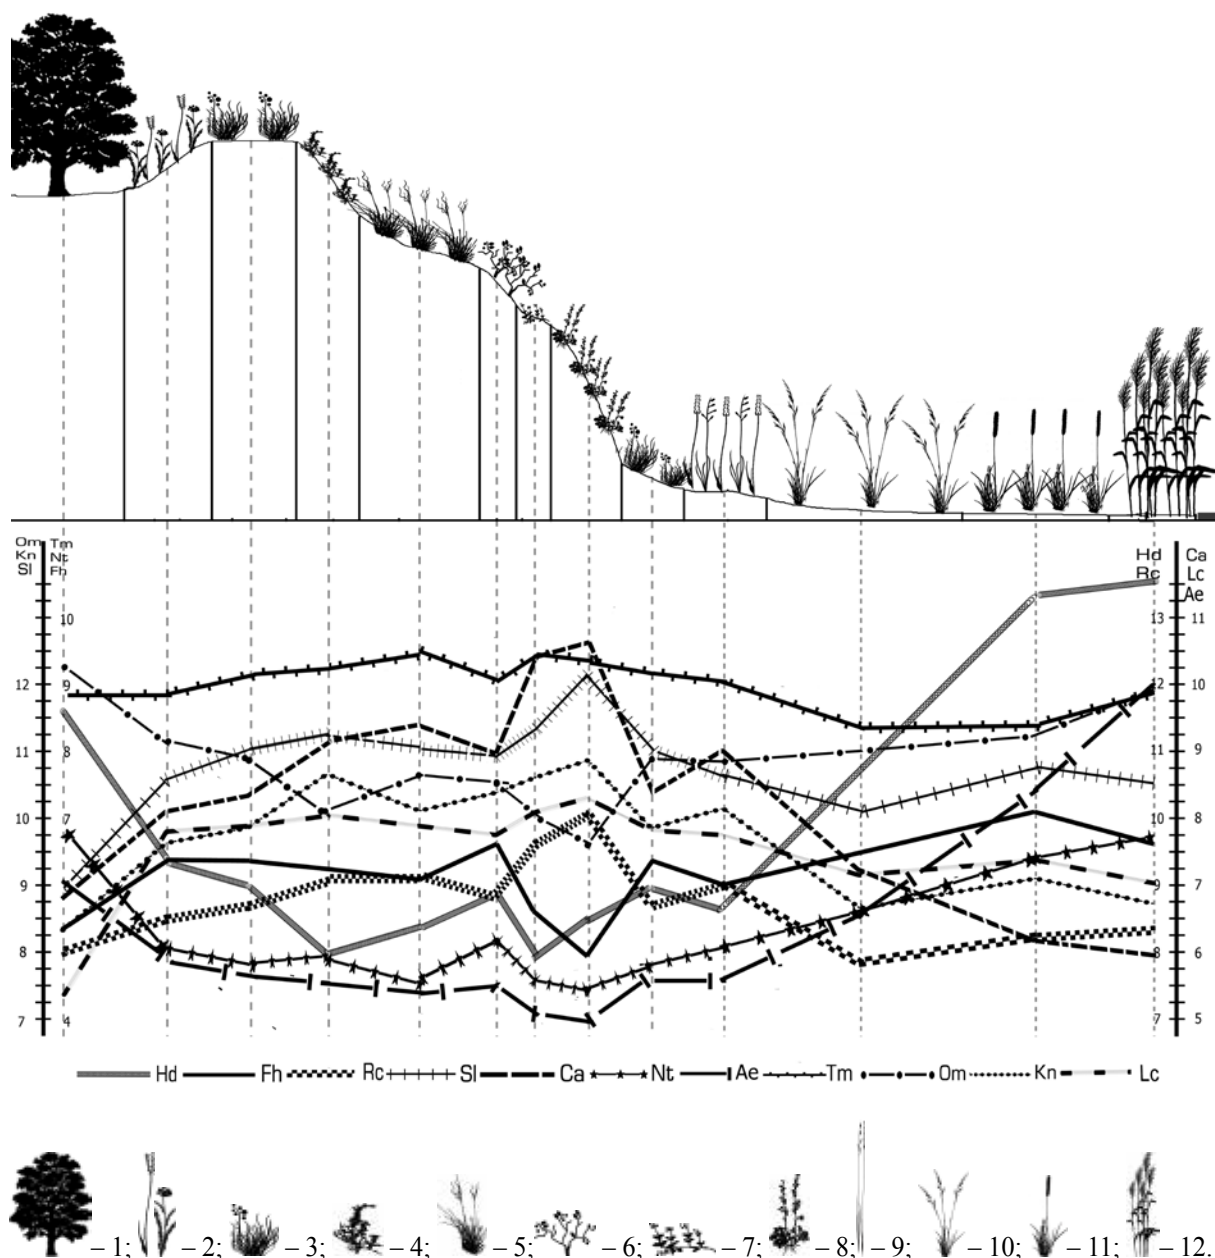 Om Tm
Kn Nt
Sl Fh
Hd Ca
Rc Lc
Ae
10
13 11
12 9
12 10
11 8
11 9
10 7
10 8
9
9 7
8
8 6
7 4
7 5
Hd Fh Rc Sl Ca Nt Ae Tm Om Kn Lc
– 1; – 2; – 3; – 4; – 5; – 6; – 7; – 8; – 9; – 10; – 11; – 12